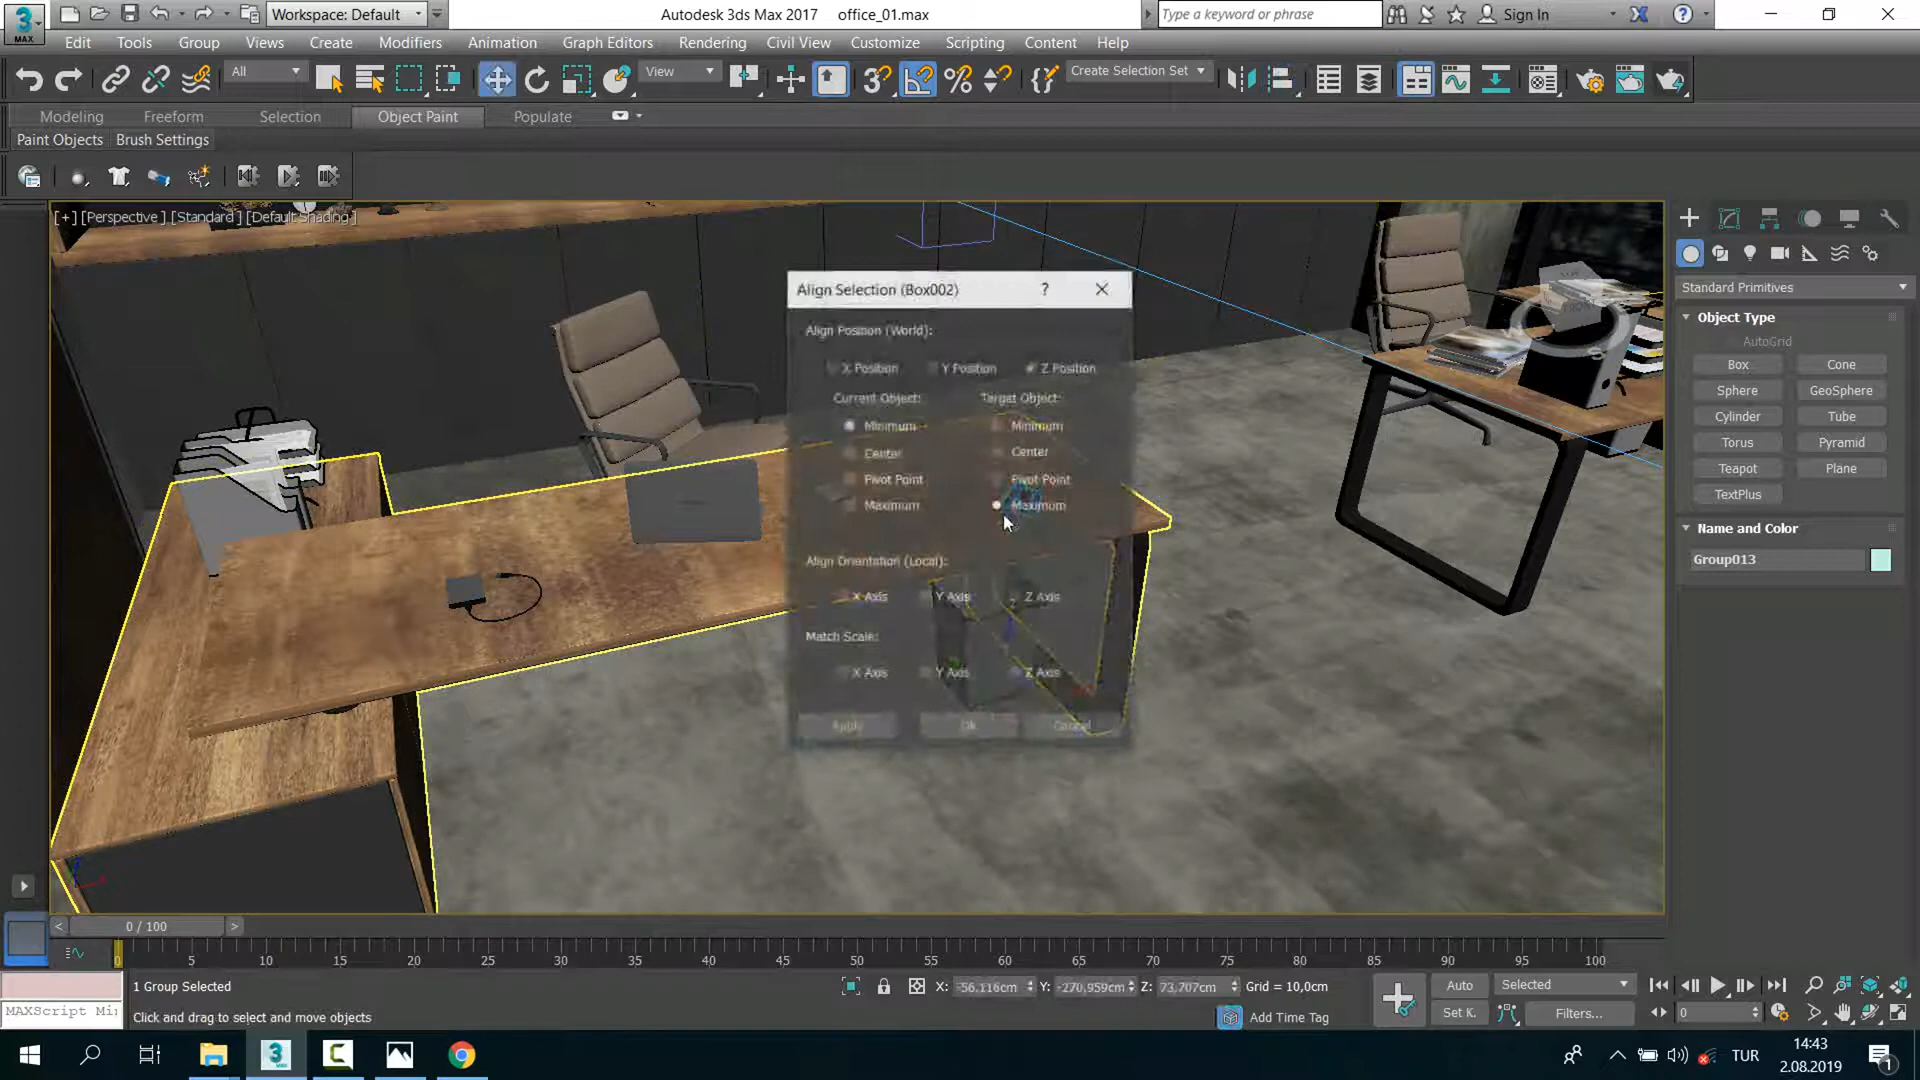 Workspace: Default
Autodesk 3ds Max 2017 office_01.max
Type a keyword or phrase
Sign In
MAX
Edit Tools Group Views Create Modifiers Animation Graph Editors Rendering Civil View Customize Scripting Content Help
All
View
Create Selection Set
Modeling Freeform Selection Object Paint Populate
Paint Objects Brush Settings
[+] [Perspective ] [Standard ] [Default Shading ]
Align Selection (Box002) ?
Align Position (World):
X Position Y Position Z Position
Current Object: Target Object:
Minimum Minimum
Center Center
Pivot Point Pivot Point
Maximum Maximum
Align Orientation (Local):
X Axis Y Axis Z Axis
Match Scale:
X Axis Y Axis Z Axis
Apply Ok Cancel
Standard Primitives
Object Type
AutoGrid
Box Cone
Sphere GeoSphere
Cylinder Tube
Torus Pyramid
Teapot Plane
TextPlus
Name and Color
Group013
< 0 / 100 >
0 5 10 15 20 25 30 35 40 45 50 55 60 65 70 75 80 85 90 95 100
1 Group Selected
X: -56,116cm Y: -270,959cm Z: 73,707cm Grid = 10,0cm
Auto Selected
MAXScript Mi
Click and drag to select and move objects
Add Time Tag
Set K. Filters...
0
TUR
14:43
2.08.2019
1